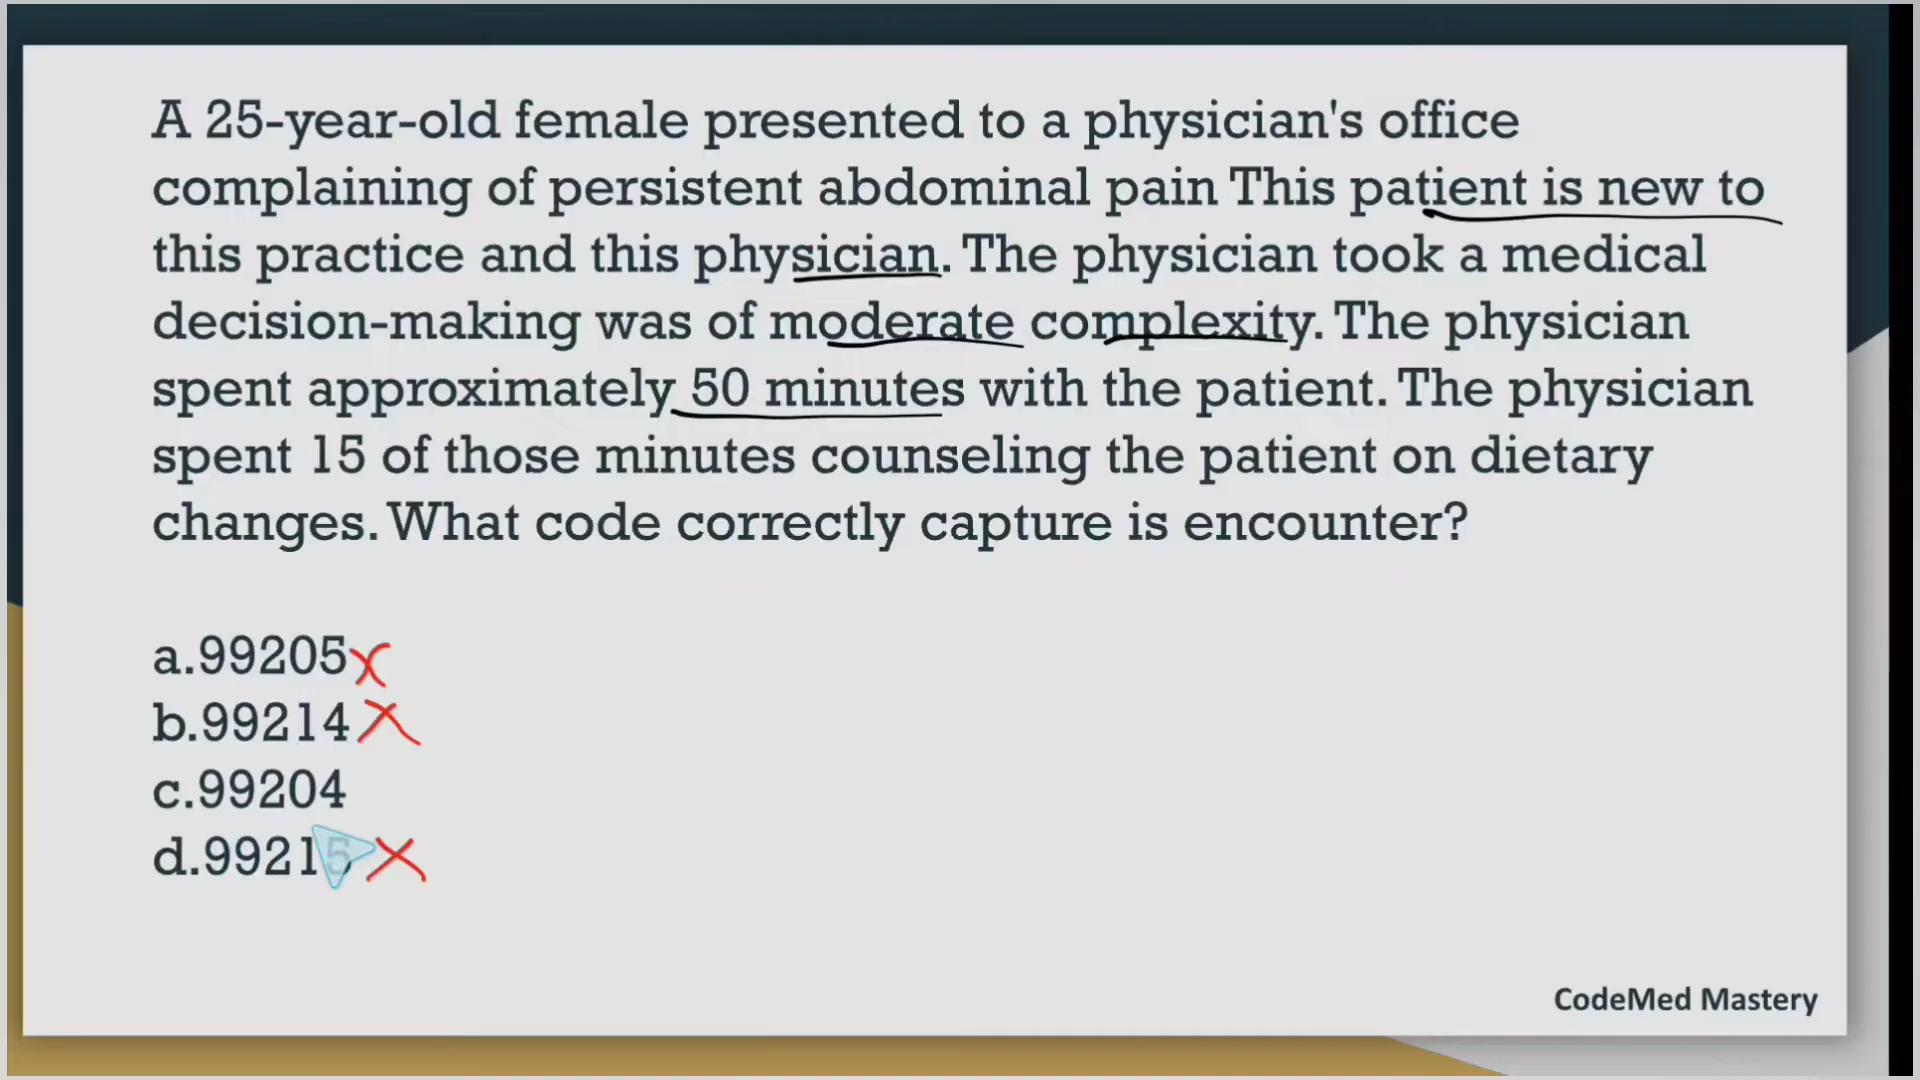 A 25-year-old female presented to a physician's office
complaining of persistent abdominal pain This patient is new to
this practice and this physician. The physician took a medical
decision-making was of moderate complexity. The physician
spent approximately 50 minutes with the patient. The physician
spent 15 of those minutes counseling the patient on dietary
changes. What code correctly capture is encounter?
a.99205 X
b.99214 X
c.99204
d.99215 X
CodeMed Mastery